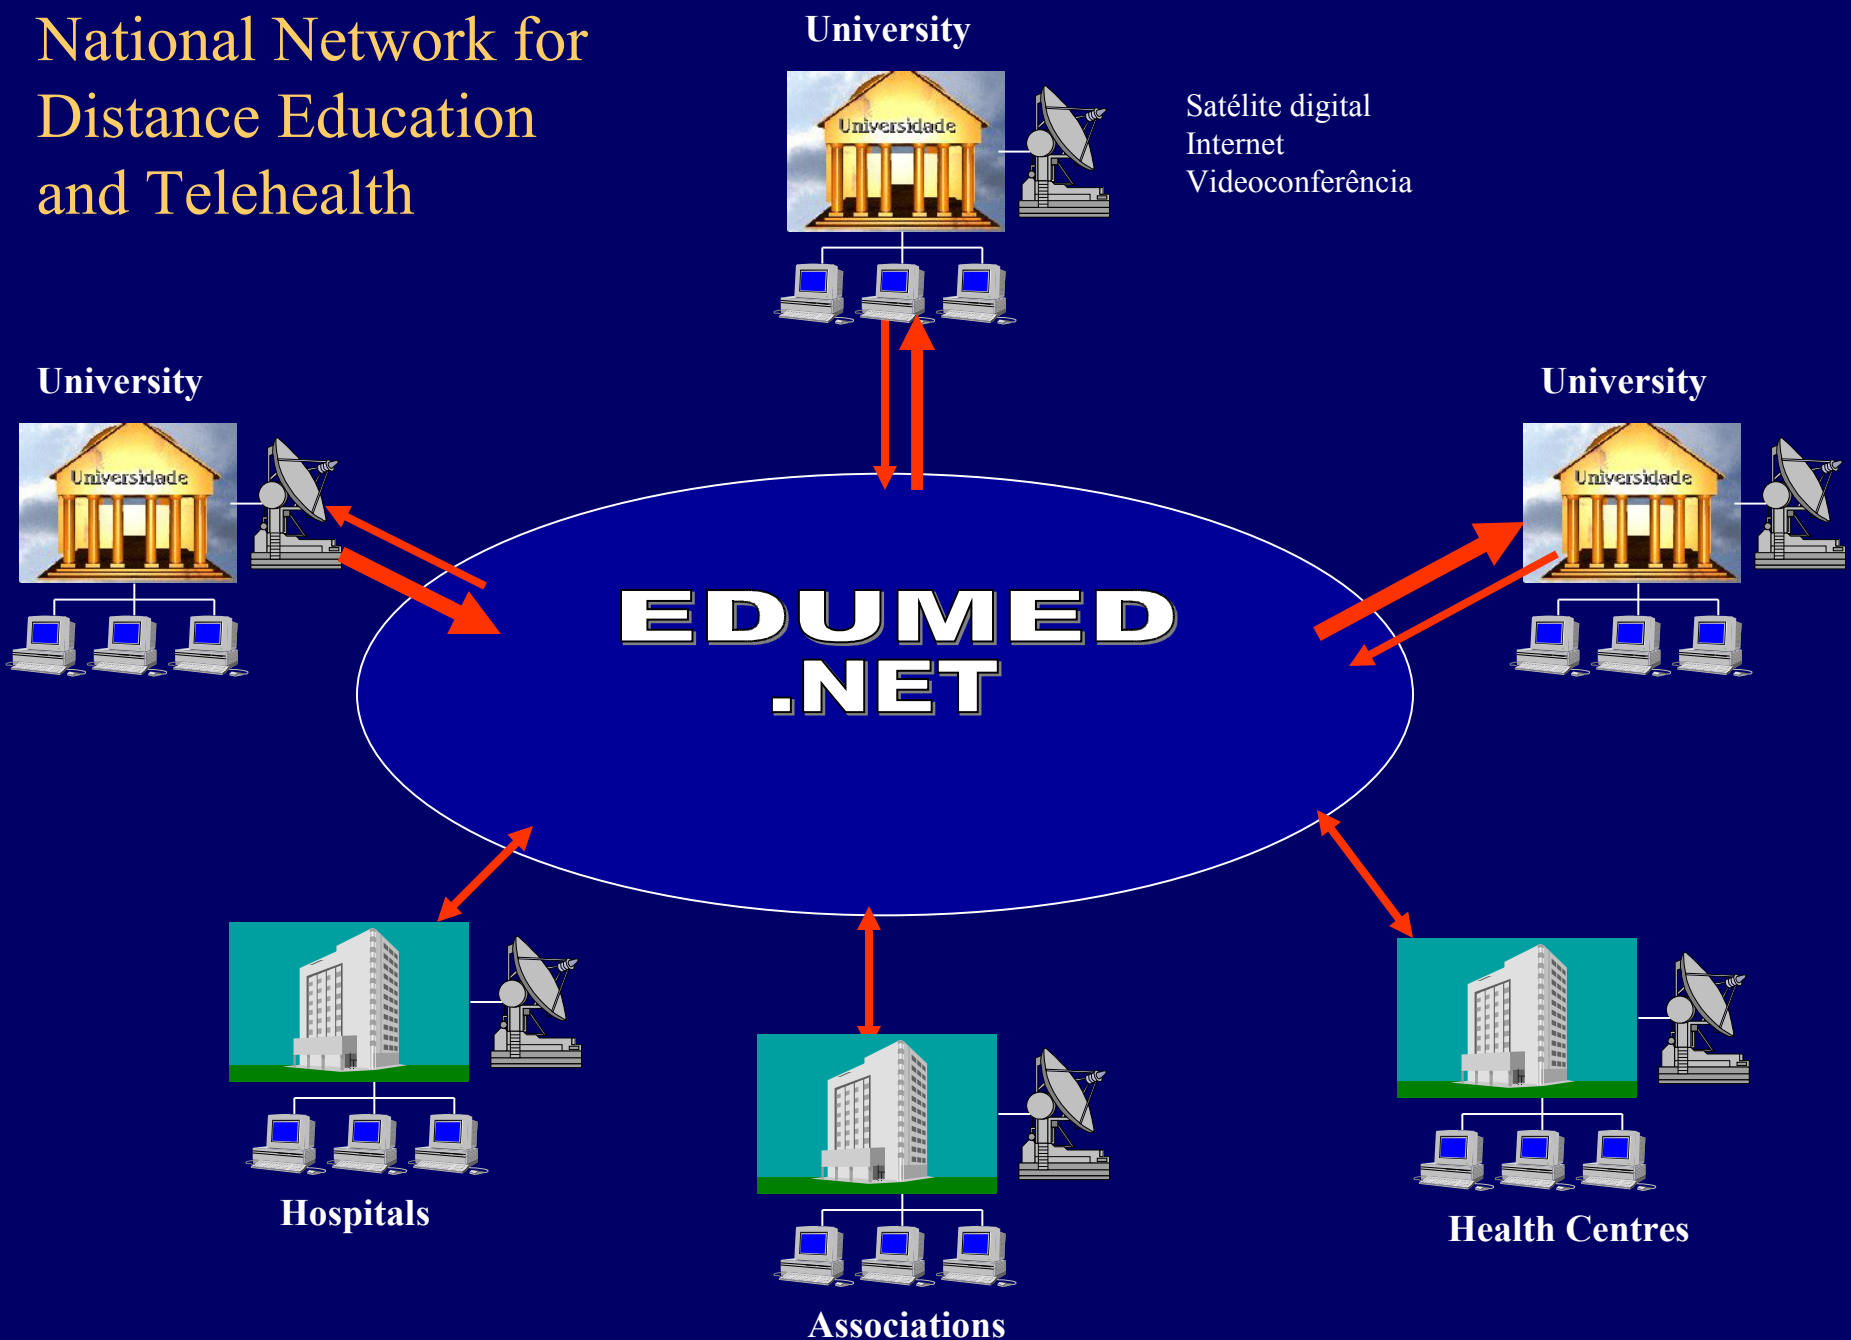 National Network for
Distance Education
and Telehealth
University
Universidade
Satélite digital
Internet
Videoconferência
University
Universidade
University
Universidade
EDUMED
.NET
Hospitals
Associations
Health Centres